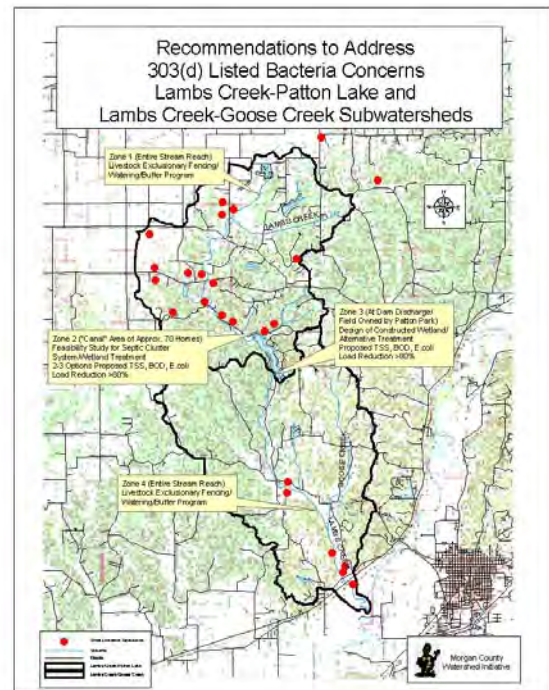 Recommendations to Address
303(d) Listed Bacteria Concerns
Lambs Creek-Patton Lake and
Lambs Creek-Goose Creek Subwatersheds
Zone 1 (Entire Stream Reach)
Livestock Exclusionary Fencing/
Watering/Buffer Program
LAMBS CREEK
Zone 2 ("Canal" Area of Approx. 70 Homes)
Feasibility Study for Septic Cluster
System/Wetland Treatment
2-3 Options Proposed TSS, BOD, E.coli
Load Reduction >80%
Zone 3 (At Dam Discharge/
Field Owned by Patton Park)
Design of Constructed Wetland/
Alternative Treatment
Proposed TSS, BOD, E.coli
Load Reduction >80%
GOOSE CREEK
Zone 4 (Entire Stream Reach)
Livestock Exclusionary Fencing/
Watering/Buffer Program
Morgan County
Watershed Initiative